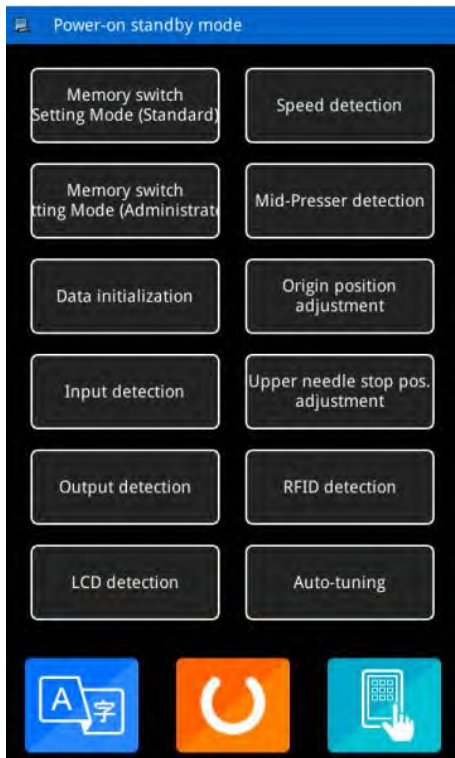 Power-on standby mode
Memory switch
Setting Mode (Standard)
Speed detection
Memory switch
tting Mode (Administrat
Mid-Presser detection
Data initialization
Origin position
adjustment
Input detection
Upper needle stop pos.
adjustment
Output detection
RFID detection
LCD detection
Auto-tuning
A 字